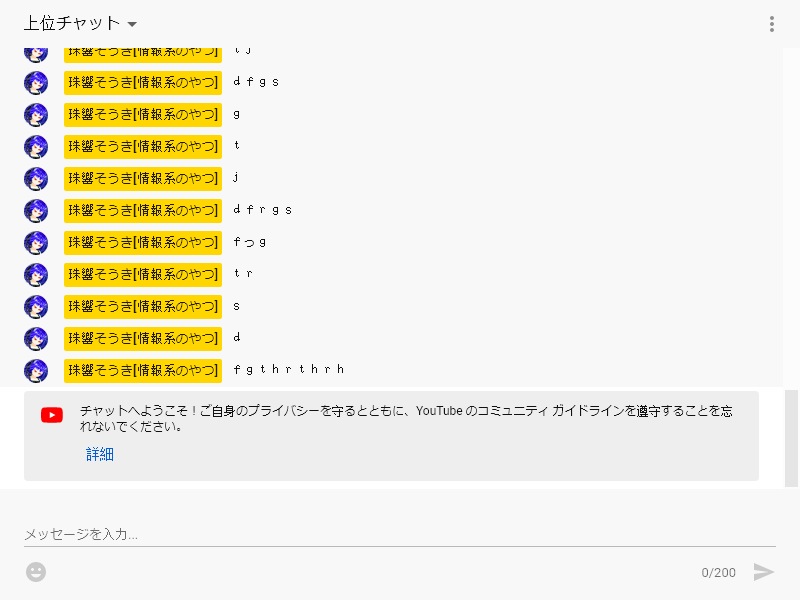 上位チャット
珠響そうき[情報系のやつ] ｔｊ
珠響そうき[情報系のやつ] ｄｆｇｓ
珠響そうき[情報系のやつ] ｇ
珠響そうき[情報系のやつ] ｔ
珠響そうき[情報系のやつ] ｊ
珠響そうき[情報系のやつ] ｄｆｒｇｓ
珠響そうき[情報系のやつ] ｆっｇ
珠響そうき[情報系のやつ] ｔｒ
珠響そうき[情報系のやつ] ｓ
珠響そうき[情報系のやつ] ｄ
珠響そうき[情報系のやつ] ｆｇｔｈｒｔｈｒｈ
チャットへようこそ！ご自身のプライバシーを守るとともに、YouTube のコミュニティ ガイドラインを遵守することを忘
れないでください。
詳細
メッセージを入力...
0/200